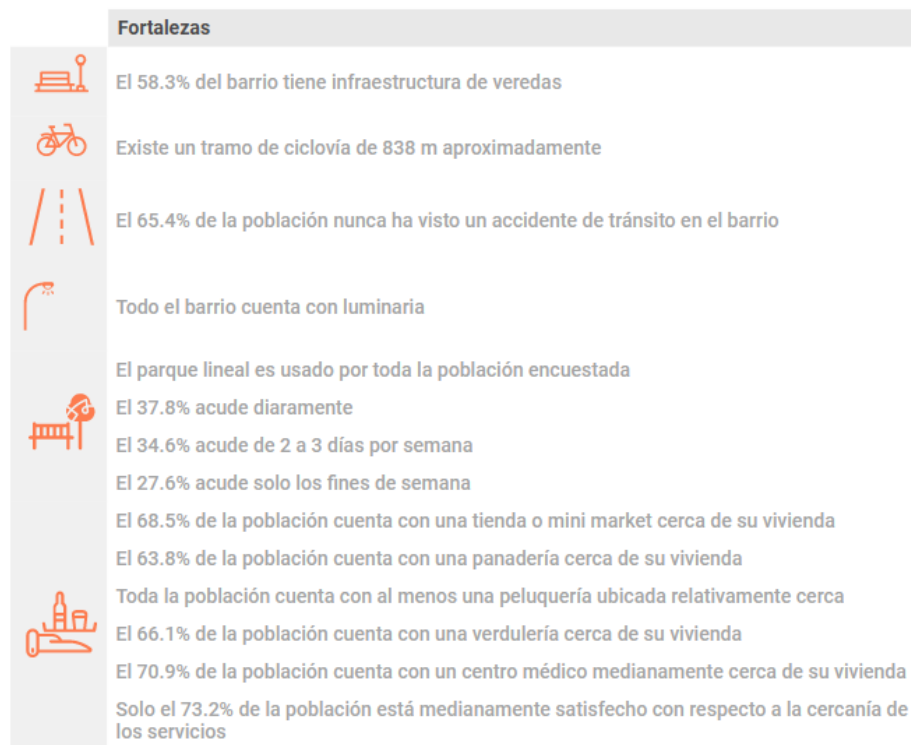 Fortalezas
El 58.3% del barrio tiene infraestructura de veredas
Existe un tramo de ciclovía de 838 m aproximadamente
El 65.4% de la población nunca ha visto un accidente de tránsito en el barrio
Todo el barrio cuenta con luminaria
El parque lineal es usado por toda la población encuestada
El 37.8% acude diaramente
El 34.6% acude de 2 a 3 días por semana
El 27.6% acude solo los fines de semana
El 68.5% de la población cuenta con una tienda o mini market cerca de su vivienda
El 63.8% de la población cuenta con una panadería cerca de su vivienda
Toda la población cuenta con al menos una peluquería ubicada relativamente cerca
El 66.1% de la población cuenta con una verdulería cerca de su vivienda
El 70.9% de la población cuenta con un centro médico medianamente cerca de su vivienda
Solo el 73.2% de la población está medianamente satisfecho con respecto a la cercanía de
los servicios